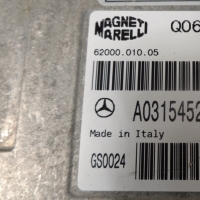 MAGNETI Q06
MARELLI
62000.010.05
A0315452
Made in Italy
GS0024